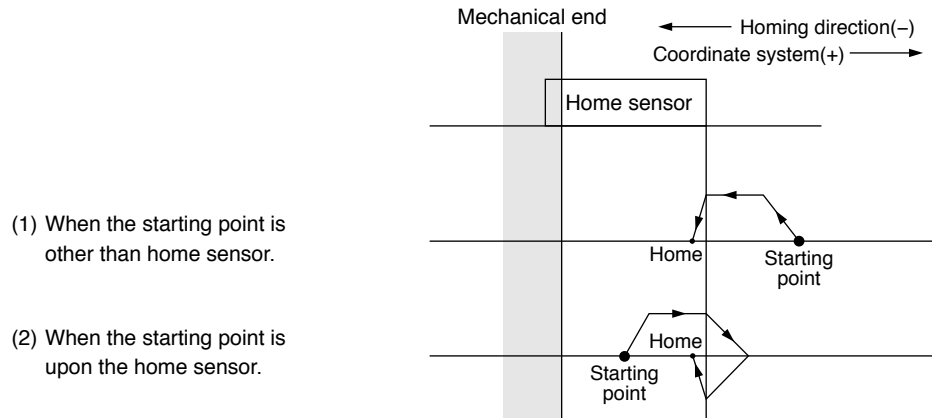 Mechanical end
Homing direction(−)
Coordinate system(+)
Home sensor
(1) When the starting point is
other than home sensor.
Home
Starting
point
(2) When the starting point is
upon the home sensor.
Home
Starting
point